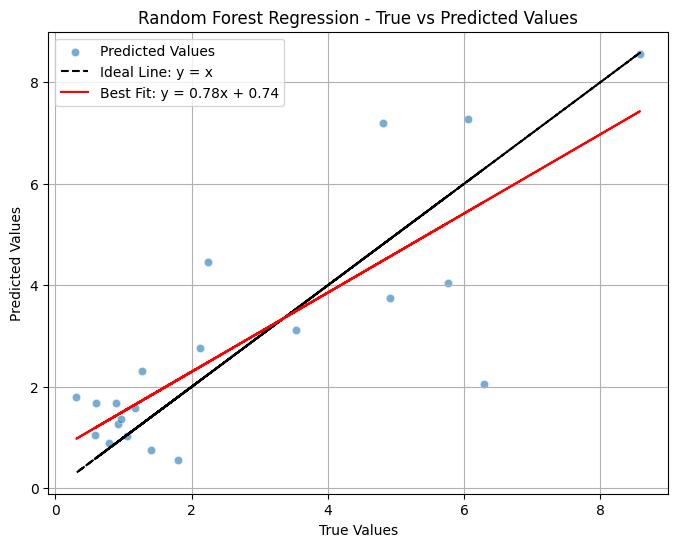 Random Forest Regression - True vs Predicted Values
Predicted Values
Ideal Line: y = x
Best Fit: y = 0.78x + 0.74
8
6
4
2
0
Predicted Values
0 2 4 6 8
True Values